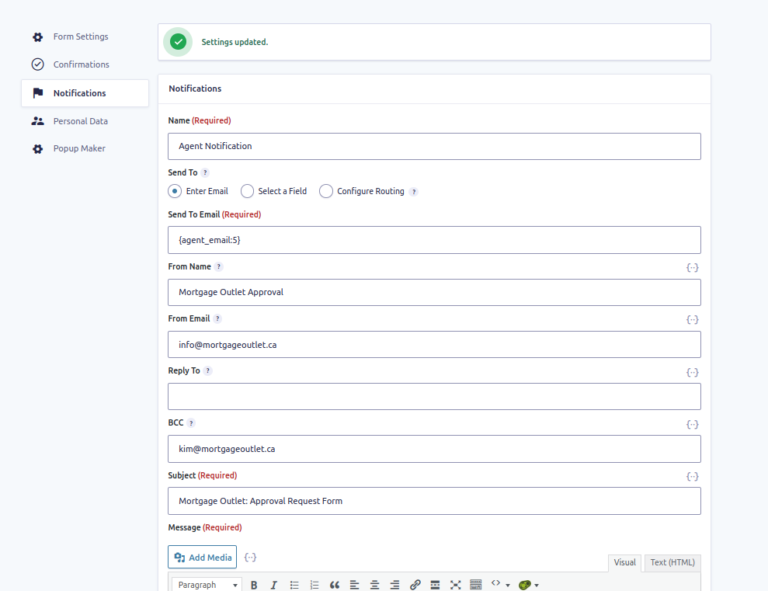 Form Settings
Confirmations
Notifications
Personal Data
Popup Maker
Settings updated.
Notifications
Name (Required)
Agent Notification
Send To ?
Enter Email Select a Field Configure Routing ?
Send To Email (Required)
{agent_email:5}
From Name ? {··}
Mortgage Outlet Approval
From Email ? {··}
info@mortgageoutlet.ca
Reply To ? {··}
BCC ? {··}
kim@mortgageoutlet.ca
Subject (Required) {··}
Mortgage Outlet: Approval Request Form
Message (Required)
Add Media {··}
Visual Text (HTML)
Paragraph B I